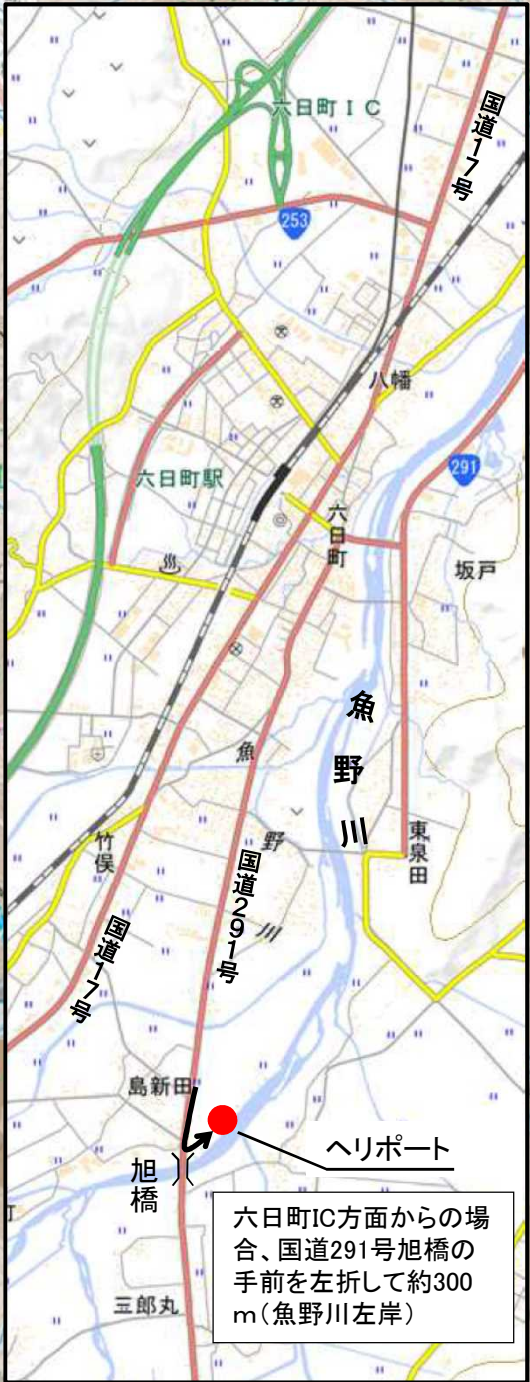 六日町IC
国道17号
253
八幡
291
六日町駅
六日町
坂戸
魚野川
魚野川
東泉田
竹俣
国道291号
国道17号
島新田
ヘリポート
旭橋
六日町IC方面からの場
合、国道291号旭橋の
手前を左折して約300
m(魚野川左岸)
三郎丸